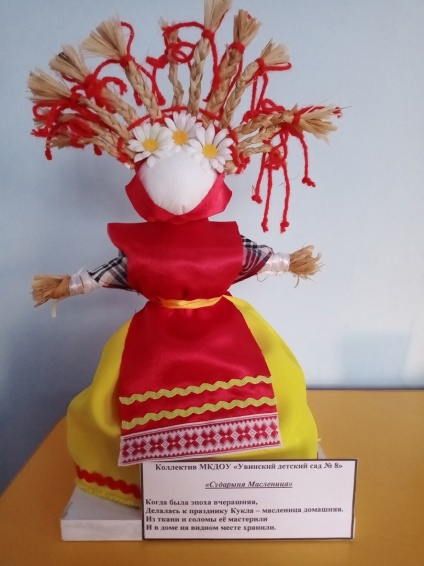 Коллектив МКДОУ «Увинский детский сад № 8»
«Сударыня Масленица»
Когда была эпоха вчерашняя,
Делалась к празднику Кукла – масленица домашняя.
Из ткани и соломы её мастерили
И в доме на видном месте хранили.